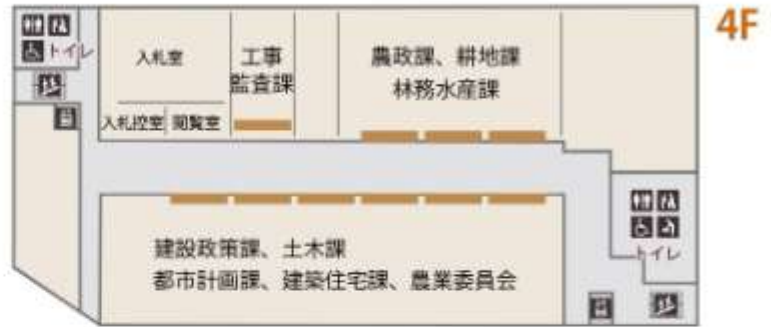 4F
トイレ
入札室
工事
監査課
農政課、耕地課
林務水産課
入札控室
閲覧室
建設政策課、土木課
都市計画課、建築住宅課、農業委員会
トイレ